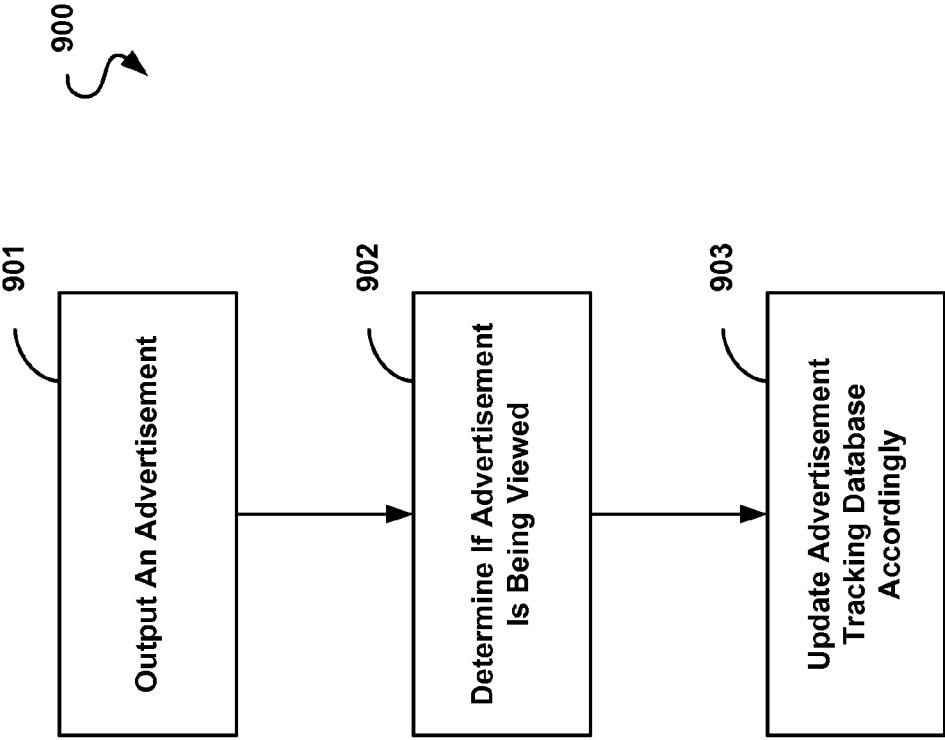 900
901
Output An Advertisement
902
Determine If Advertisement
Is Being Viewed
903
Update Advertisement
Tracking Database
Accordingly